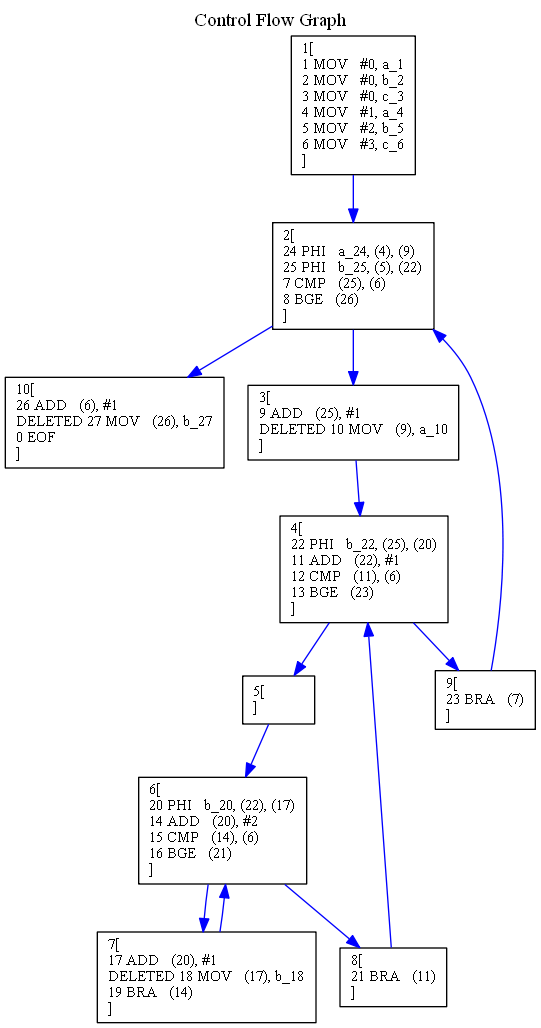 Control Flow Graph
1[
1 MOV #0, a_1
2 MOV #0, b_2
3 MOV #0, c_3
4 MOV #1, a_4
5 MOV #2, b_5
6 MOV #3, c_6
]
2[
24 PHI a_24, (4), (9)
25 PHI b_25, (5), (22)
7 CMP (25), (6)
8 BGE (26)
]
10[
26 ADD (6), #1
DELETED 27 MOV (26), b_27
0 EOF
]
3[
9 ADD (25), #1
DELETED 10 MOV (9), a_10
]
4[
22 PHI b_22, (25), (20)
11 ADD (22), #1
12 CMP (11), (6)
13 BGE (23)
]
5[
]
9[
23 BRA (7)
]
6[
20 PHI b_20, (22), (17)
14 ADD (20), #2
15 CMP (14), (6)
16 BGE (21)
]
7[
17 ADD (20), #1
DELETED 18 MOV (17), b_18
19 BRA (14)
]
8[
21 BRA (11)
]